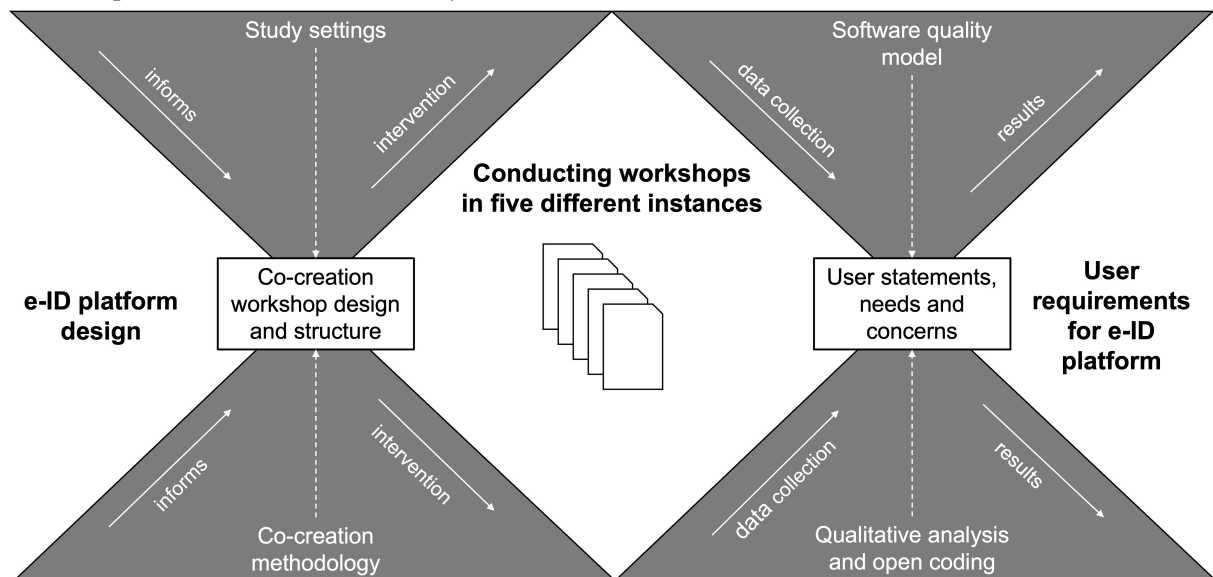 Study settings
informs
intervention
Software quality
model
data collection
results
Conducting workshops
in five different instances
e-ID platform
design
Co-creation
workshop design
and structure
User statements,
needs and
concerns
User
requirements
for e-ID
platform
informs
intervention
Co-creation
methodology
data collection
results
Qualitative analysis
and open coding